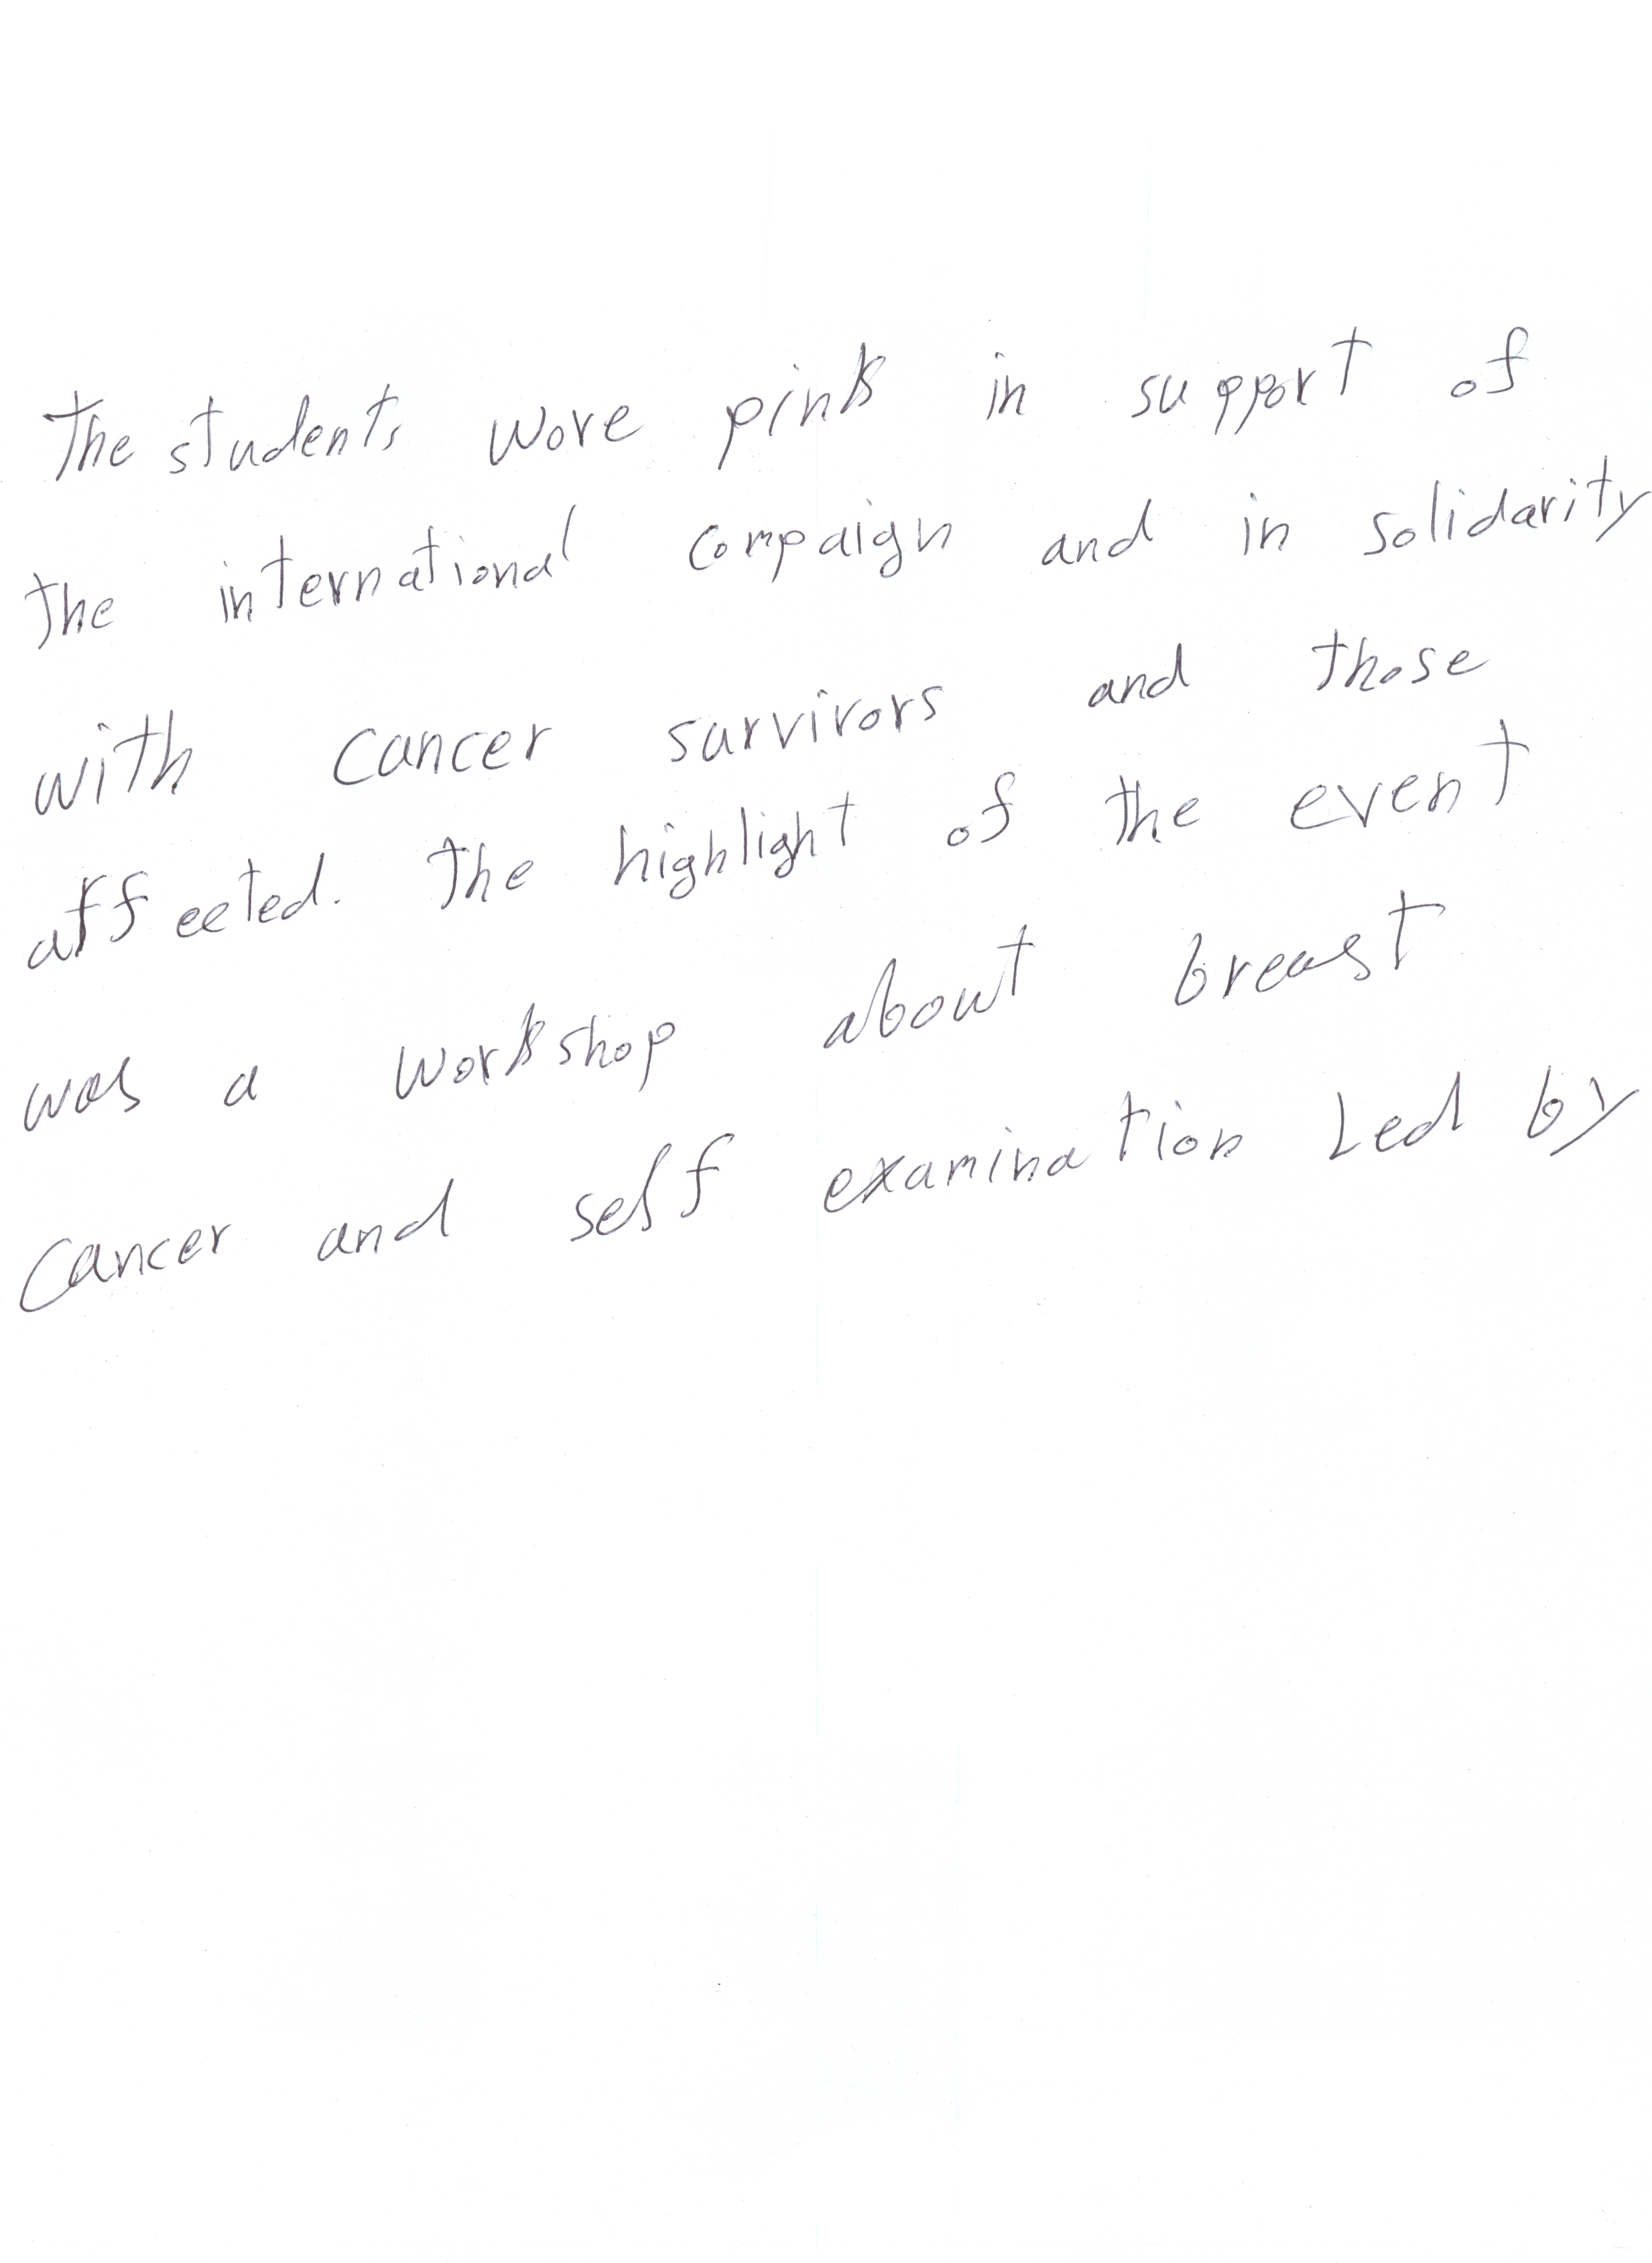 The students wore pink in support of
the international compaign and in solidarity
with cancer survivors and those
affected. The highlight of the event
was a workshop about breast
cancer and self examination Led by